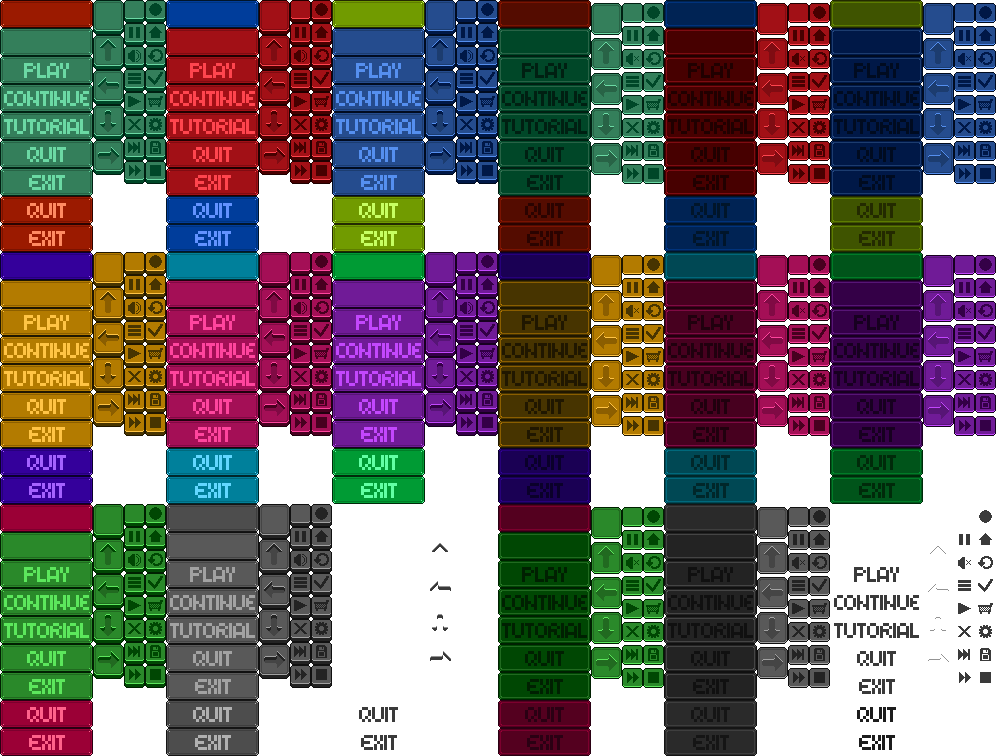 PLAY PLAY PLAY PLAY PLAY PLAY
CONTINUE CONTINUE CONTINUE CONTINUE CONTINUE CONTINUE
TUTORIAL TUTORIAL TUTORIAL TUTORIAL TUTORIAL TUTORIAL
QUIT QUIT QUIT QUIT QUIT QUIT
EXIT EXIT EXIT EXIT EXIT EXIT
QUIT QUIT QUIT QUIT QUIT QUIT
EXIT EXIT EXIT EXIT EXIT EXIT
PLAY PLAY PLAY PLAY PLAY PLAY
CONTINUE CONTINUE CONTINUE CONTINUE CONTINUE CONTINUE
TUTORIAL TUTORIAL TUTORIAL TUTORIAL TUTORIAL TUTORIAL
QUIT QUIT QUIT QUIT QUIT QUIT
EXIT EXIT EXIT EXIT EXIT EXIT
QUIT QUIT QUIT QUIT QUIT QUIT
EXIT EXIT EXIT EXIT EXIT EXIT
PLAY PLAY PLAY PLAY PLAY
CONTINUE CONTINUE CONTINUE CONTINUE CONTINUE
TUTORIAL TUTORIAL TUTORIAL TUTORIAL TUTORIAL
QUIT QUIT QUIT QUIT QUIT
EXIT EXIT EXIT EXIT EXIT
QUIT QUIT QUIT QUIT QUIT QUIT
EXIT EXIT EXIT EXIT EXIT EXIT